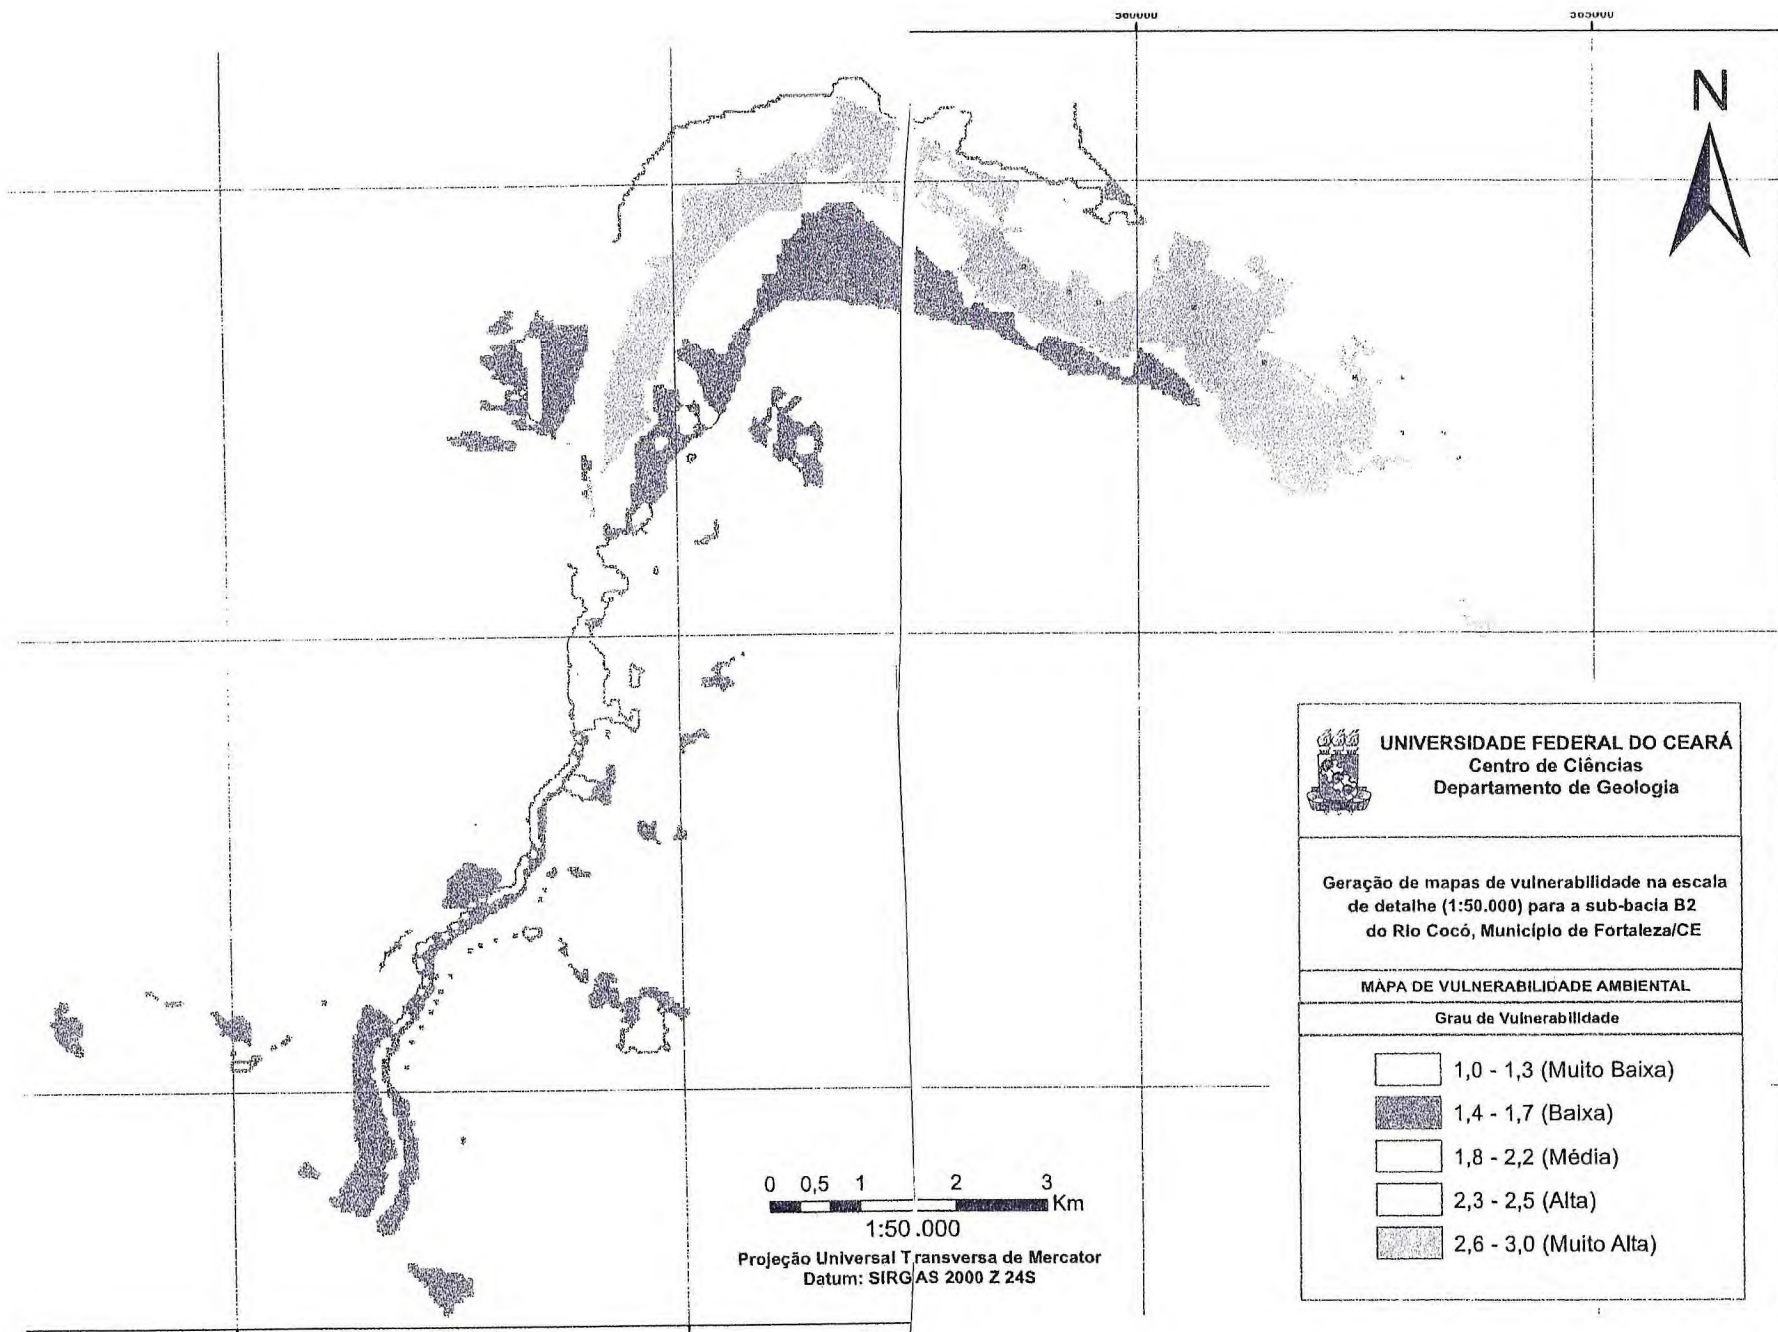 560000
565000
N
UNIVERSIDADE FEDERAL DO CEARÁ
Centro de Ciências
Departamento de Geologia
Geração de mapas de vulnerabilidade na escala
de detalhe (1:50.000) para a sub-bacia B2
do Rio Cocó, Município de Fortaleza/CE
MAPA DE VULNERABILIDADE AMBIENTAL
Grau de Vulnerabilidade
1,0 - 1,3 (Muito Baixa)
1,4 - 1,7 (Baixa)
1,8 - 2,2 (Média)
2,3 - 2,5 (Alta)
2,6 - 3,0 (Muito Alta)
0 0,5 1 2 3
Km
1:50.000
Projeção Universal Transversa de Mercator
Datum: SIRGAS 2000 Z 24S